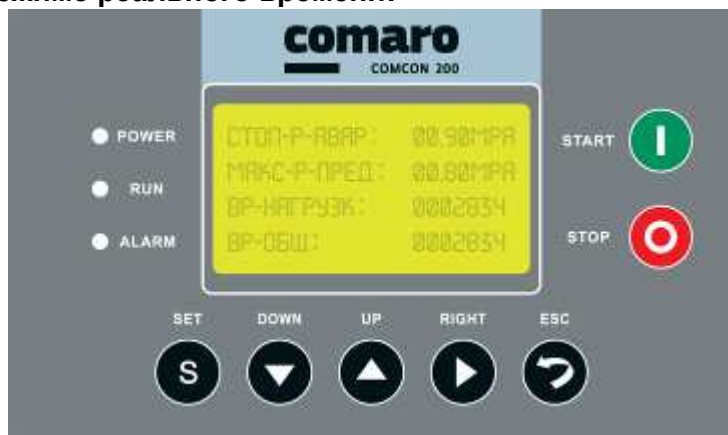 comaro
COMCON 200
POWER
RUN
ALARM
СТОП-Р-АВАР: 00.90MPA
МАКС-Р-ПРЕД: 00.80MPA
ВР-НАГРУЗК: 0002834
ВР-ОБЩ: 0002834
START
STOP
SET DOWN UP RIGHT ESC
S